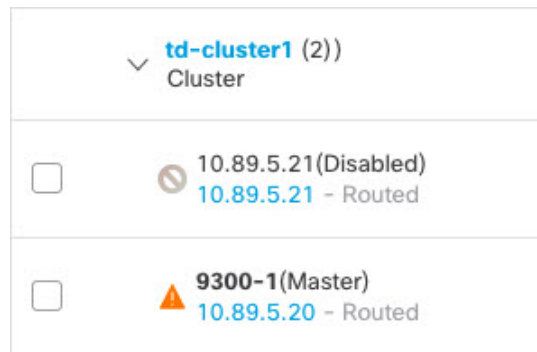 td-cluster1 (2))
Cluster
10.89.5.21(Disabled)
10.89.5.21 - Routed
9300-1(Master)
10.89.5.20 - Routed